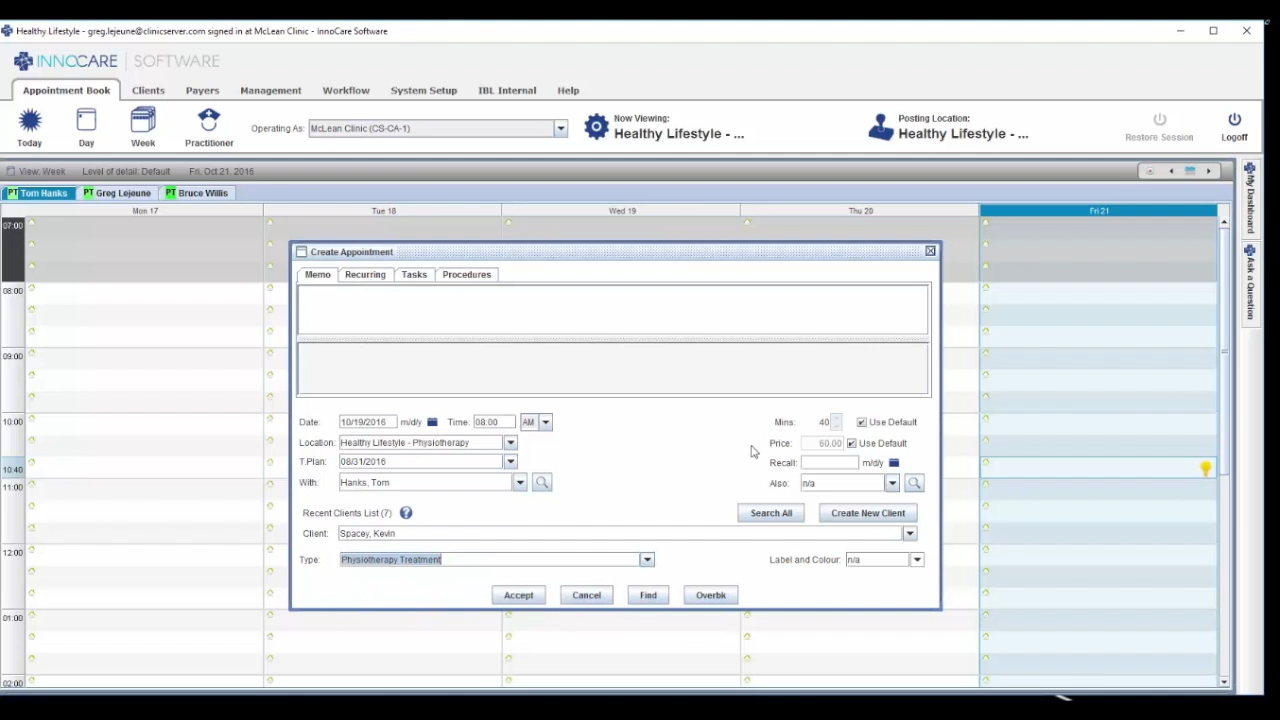 Healthy Lifestyle - greg.lejeune@clinicserver.com signed in at McLean Clinic - InnoCare Software
INNOCARE SOFTWARE
Appointment Book Clients Payers Management Workflow System Setup IBL Internal Help
Today Day Week Practitioner
Operating As: McLean Clinic (CS-CA-1)
Now Viewing:
Healthy Lifestyle - ...
Posting Location:
Healthy Lifestyle - ...
Restore Session Logoff
View: Week Level of detail: Default Fri. Oct.21, 2016
PT Tom Hanks PT Greg Lejeune PT Bruce Willis
Mon 17 Tue 18 Wed 19 Thu 20 Fri 21
07:00
08:00
09:00
10:00
10:40
11:00
12:00
01:00
02:00
My Dashboard
Ask a Question
Create Appointment
Memo Recurring Tasks Procedures
Date: 10/19/2016 m/d/y Time: 08:00 AM Mins: 40 Use Default
Location: Healthy Lifestyle - Physiotherapy Price: 60.00 Use Default
T.Plan: 08/31/2016 Recall: m/d/y
With: Hanks, Tom Also: n/a
Recent Clients List (7) ? Search All Create New Client
Client: Spacey, Kevin
Type: Physiotherapy Treatment Label and Colour: n/a
Accept Cancel Find Overbk